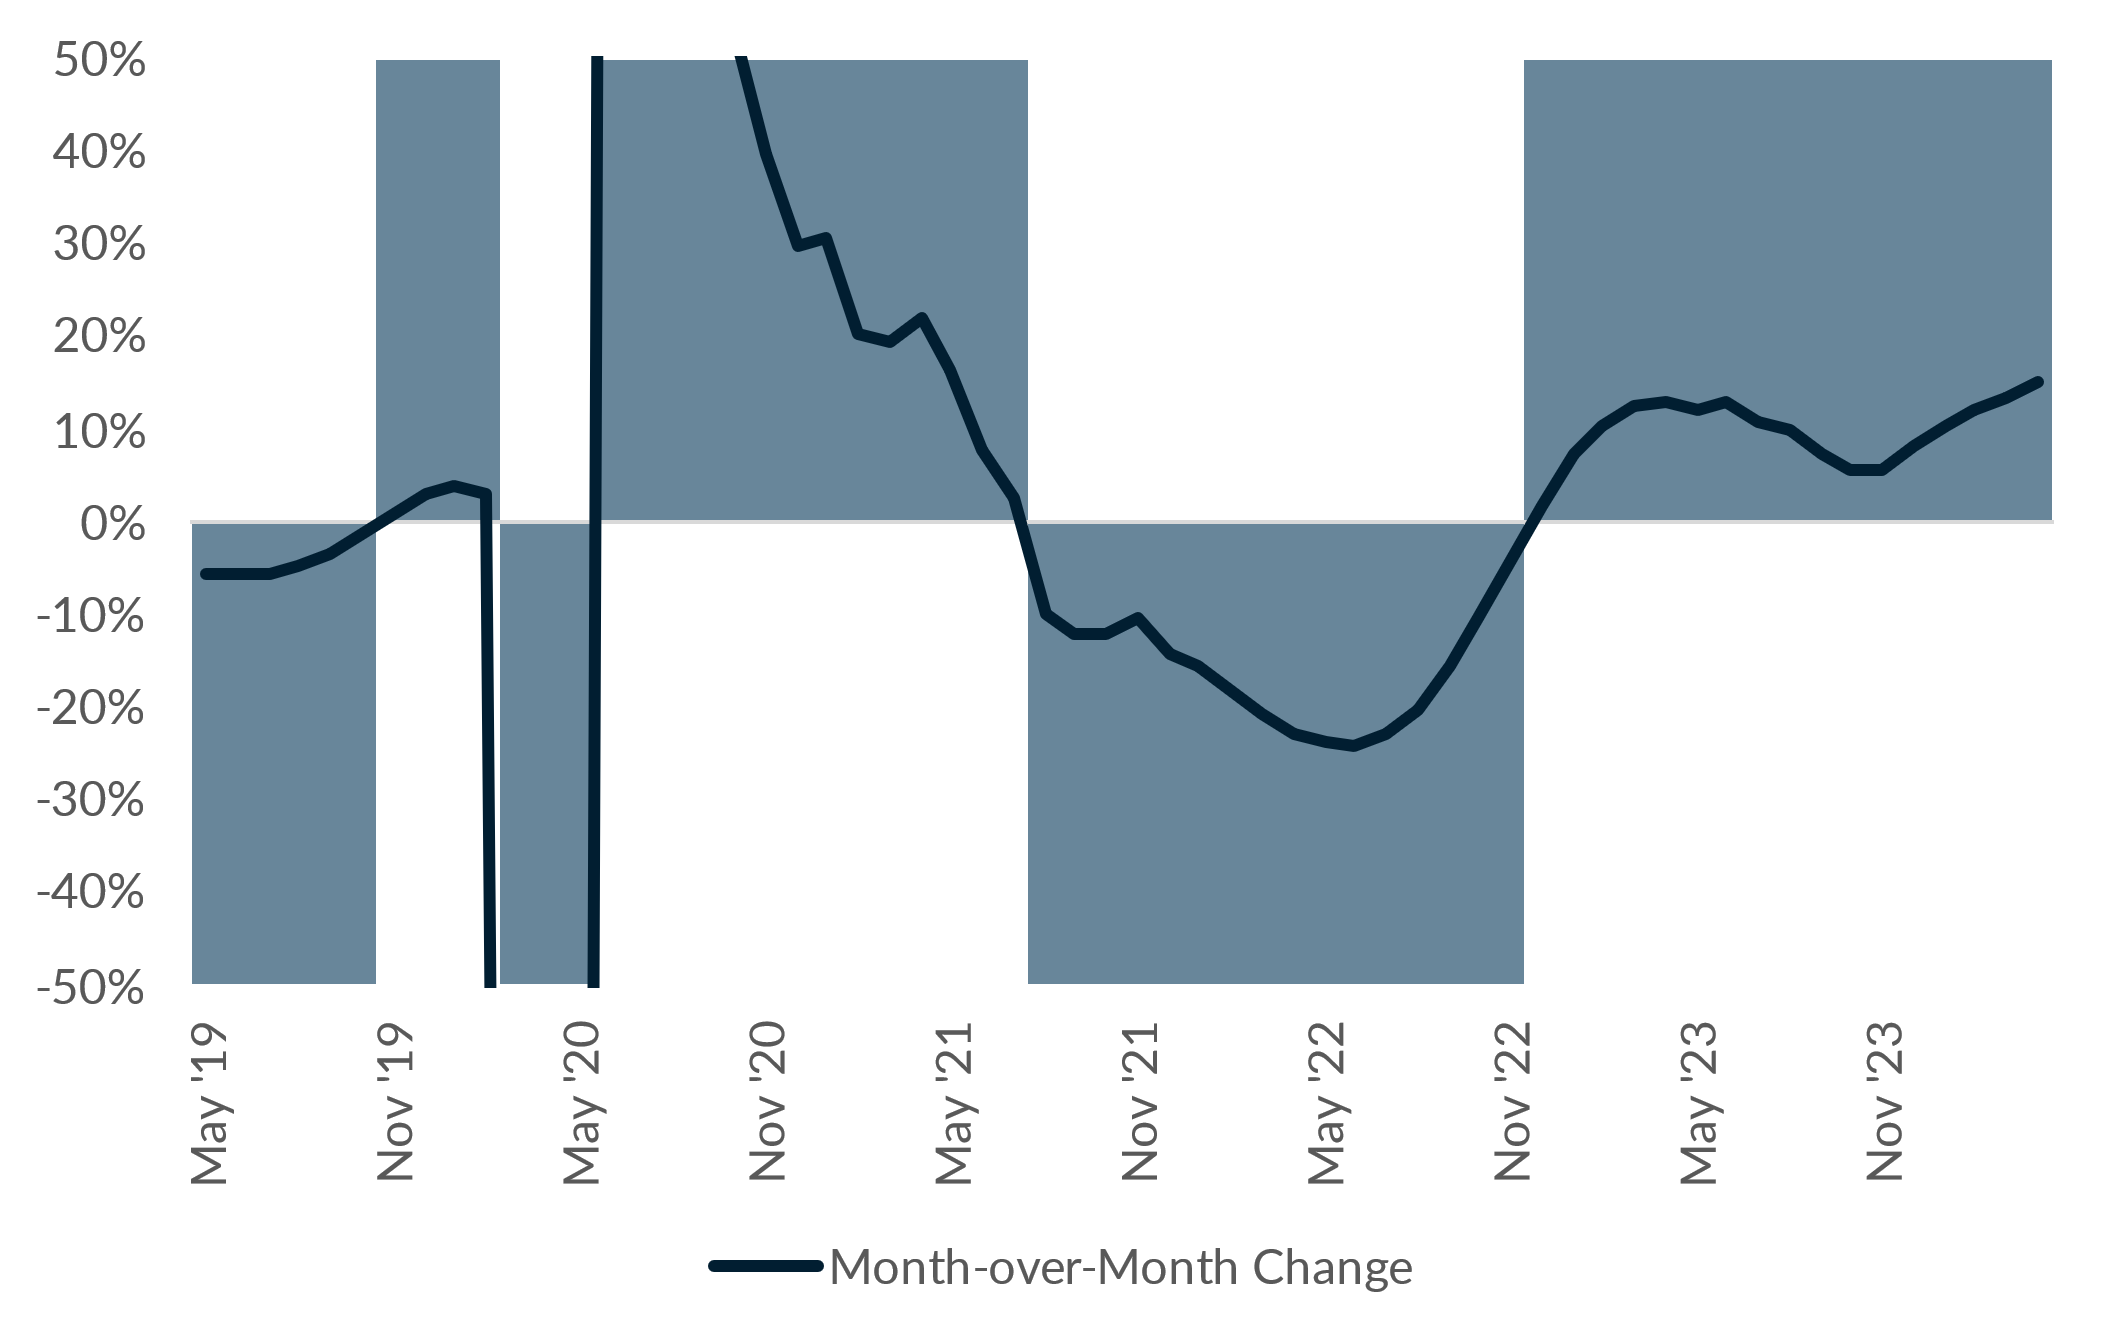 50%
40%
30%
20%
10%
0%
-10%
-20%
-30%
-40%
-50%
May '19
Nov '19
May '20
Nov '20
May '21
Nov '21
May '22
Nov '22
May '23
Nov '23
Month-over-Month Change